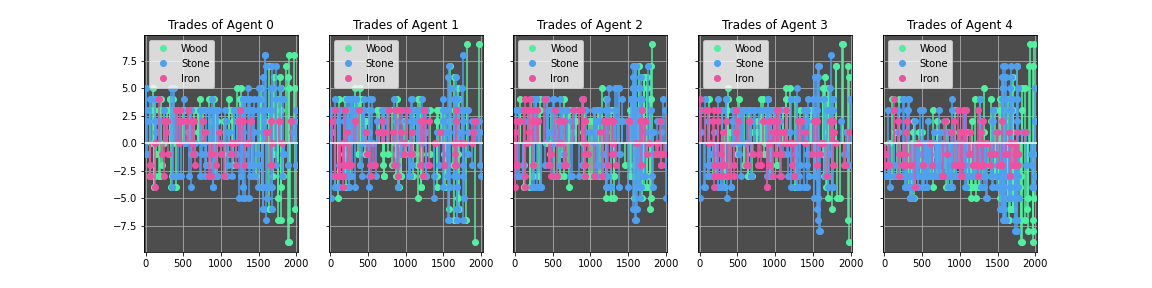 Trades of Agent 0
Trades of Agent 1
Trades of Agent 2
Trades of Agent 3
Trades of Agent 4
Wood
Stone
Iron
Wood
Stone
Iron
Wood
Stone
Iron
Wood
Stone
Iron
Wood
Stone
Iron
7.5
5.0
2.5
0.0
−2.5
−5.0
−7.5
0 500 1000 1500 2000
0 500 1000 1500 2000
0 500 1000 1500 2000
0 500 1000 1500 2000
0 500 1000 1500 2000